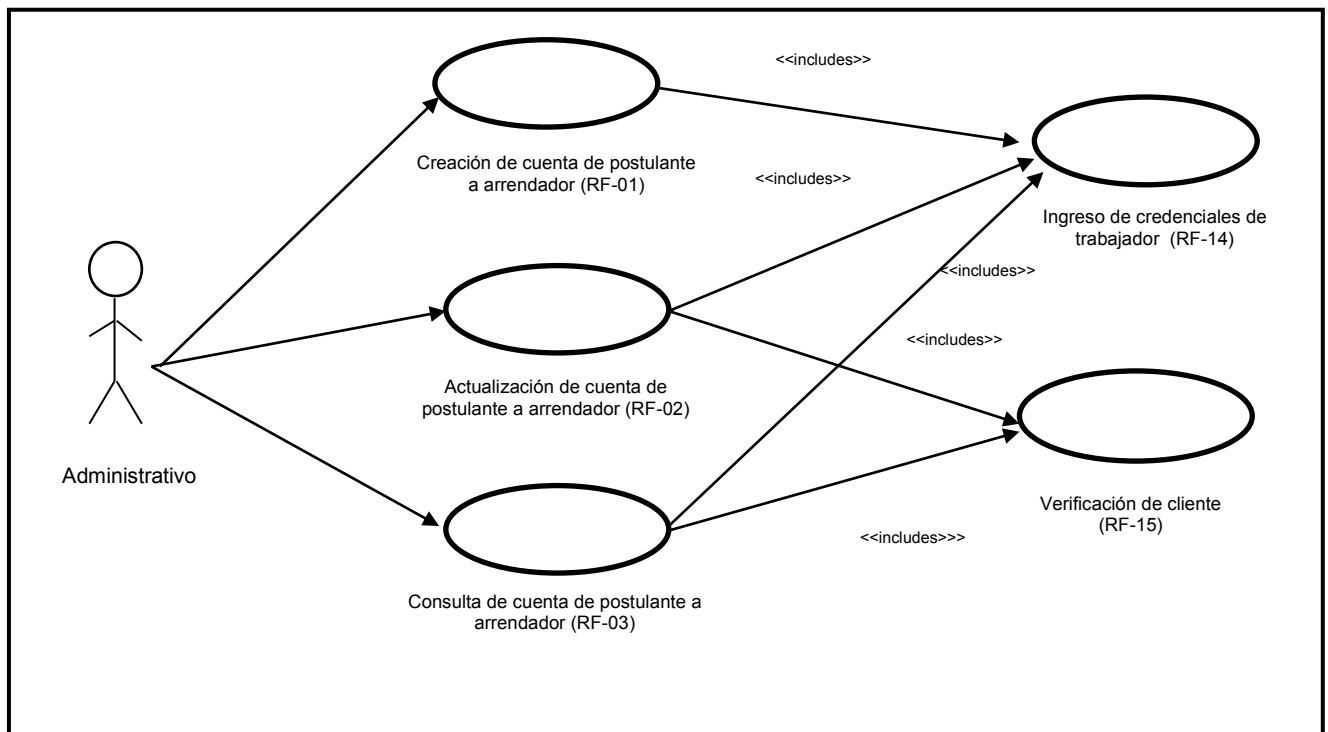 <<includes>>
Creación de cuenta de postulante
a arrendador (RF-01)
<<includes>>
Ingreso de credenciales de
trabajador  (RF-14)
<<includes>>
<<includes>>
Actualización de cuenta de
postulante a arrendador (RF-02)
Administrativo
Verificación de cliente
(RF-15)
<<includes>>>
Consulta de cuenta de postulante a
arrendador (RF-03)